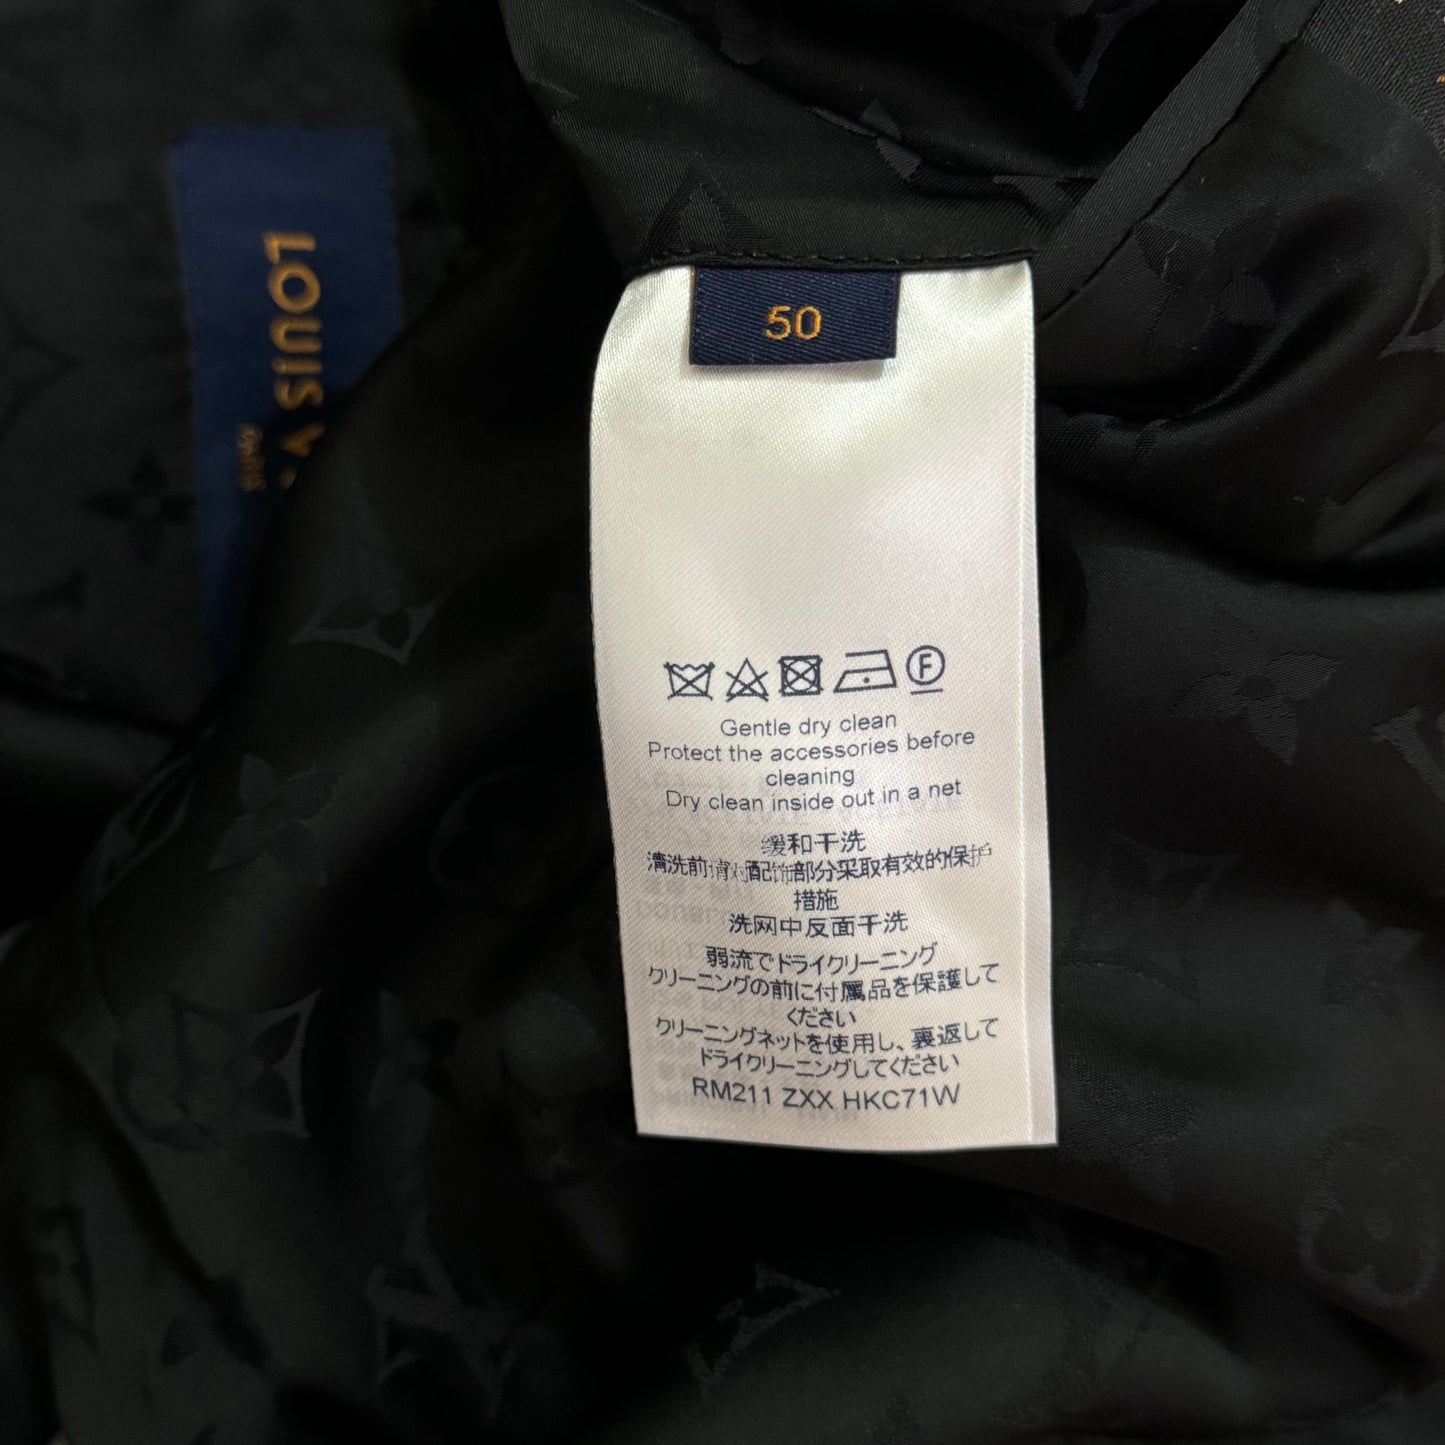 LOUIS
PARIS
50
F
Gentle dry clean
Protect the accessories before
cleaning
Dry clean inside out in a net
缓和干洗
清洗前请对配饰部分采取有效的保护
措施
洗网中反面干洗
弱流でドライクリーニング
クリーニングの前に付属品を保護して
ください
クリーニングネットを使用し、裏返して
ドライクリーニングしてください
RM211 ZXX HKC71W